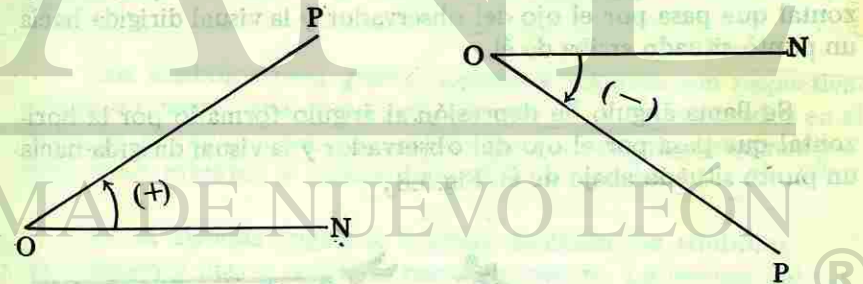 zontal que pasa por el ojo del observador y la visual dirigida hacia
un punto situado arriba de él.
Se llama ángulo de depresión al ángulo formado por la hori-
zontal que pasa por el ojo del observador y la visual dirigida hacia
un punto situado abajo de él.
P
O
N
(+)
O
N
(—)
P
MA DE NUEVO LEÓN
®